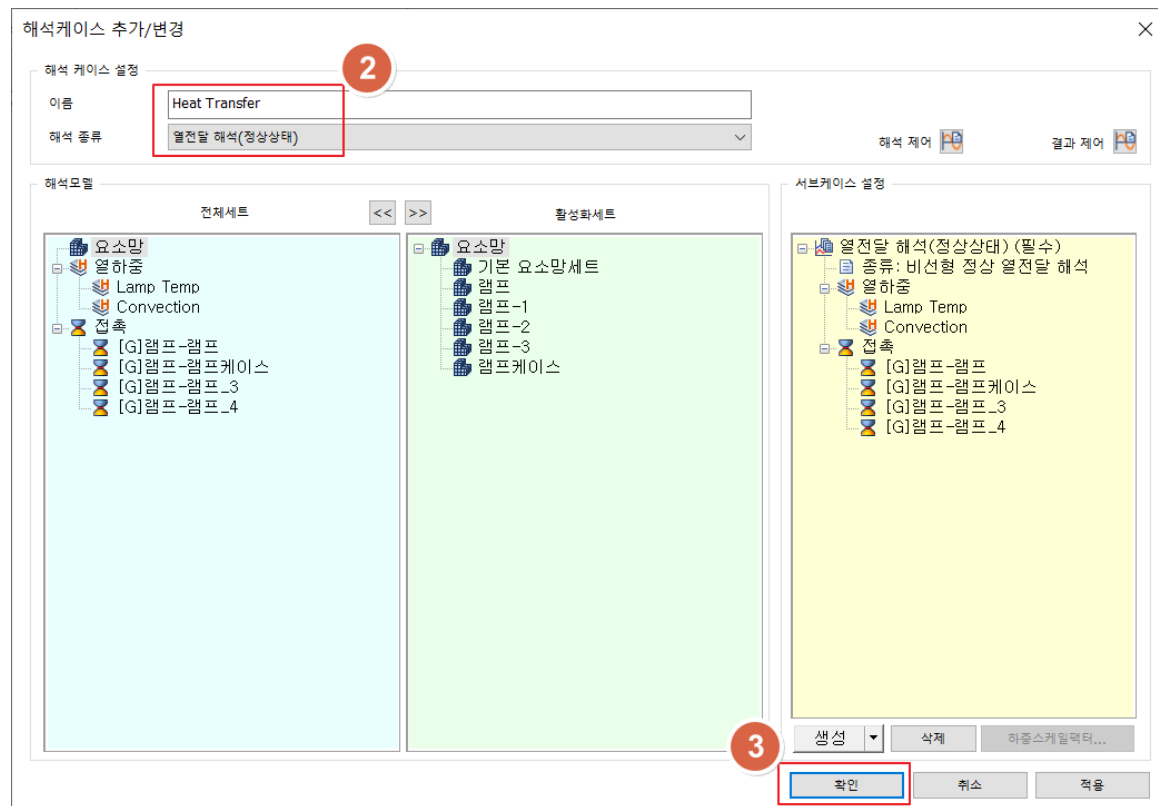 해석케이스 추가/변경
해석 케이스 설정
2
이름 Heat Transfer
해석 종류 열전달 해석(정상상태) 해석 제어 결과 제어
해석모델
전체세트 << >> 활성화세트
요소망
열하중
Lamp Temp
Convection
접촉
[G]램프-램프
[G]램프-램프케이스
[G]램프-램프_3
[G]램프-램프_4
요소망
기본 요소망세트
램프
램프-1
램프-2
램프-3
램프케이스
서브케이스 설정
열전달 해석(정상상태) (필수)
종류: 비선형 정상 열전달 해석
열하중
Lamp Temp
Convection
접촉
[G]램프-램프
[G]램프-램프케이스
[G]램프-램프_3
[G]램프-램프_4
생성 삭제 하중스케일팩터...
3
확인 취소 적용